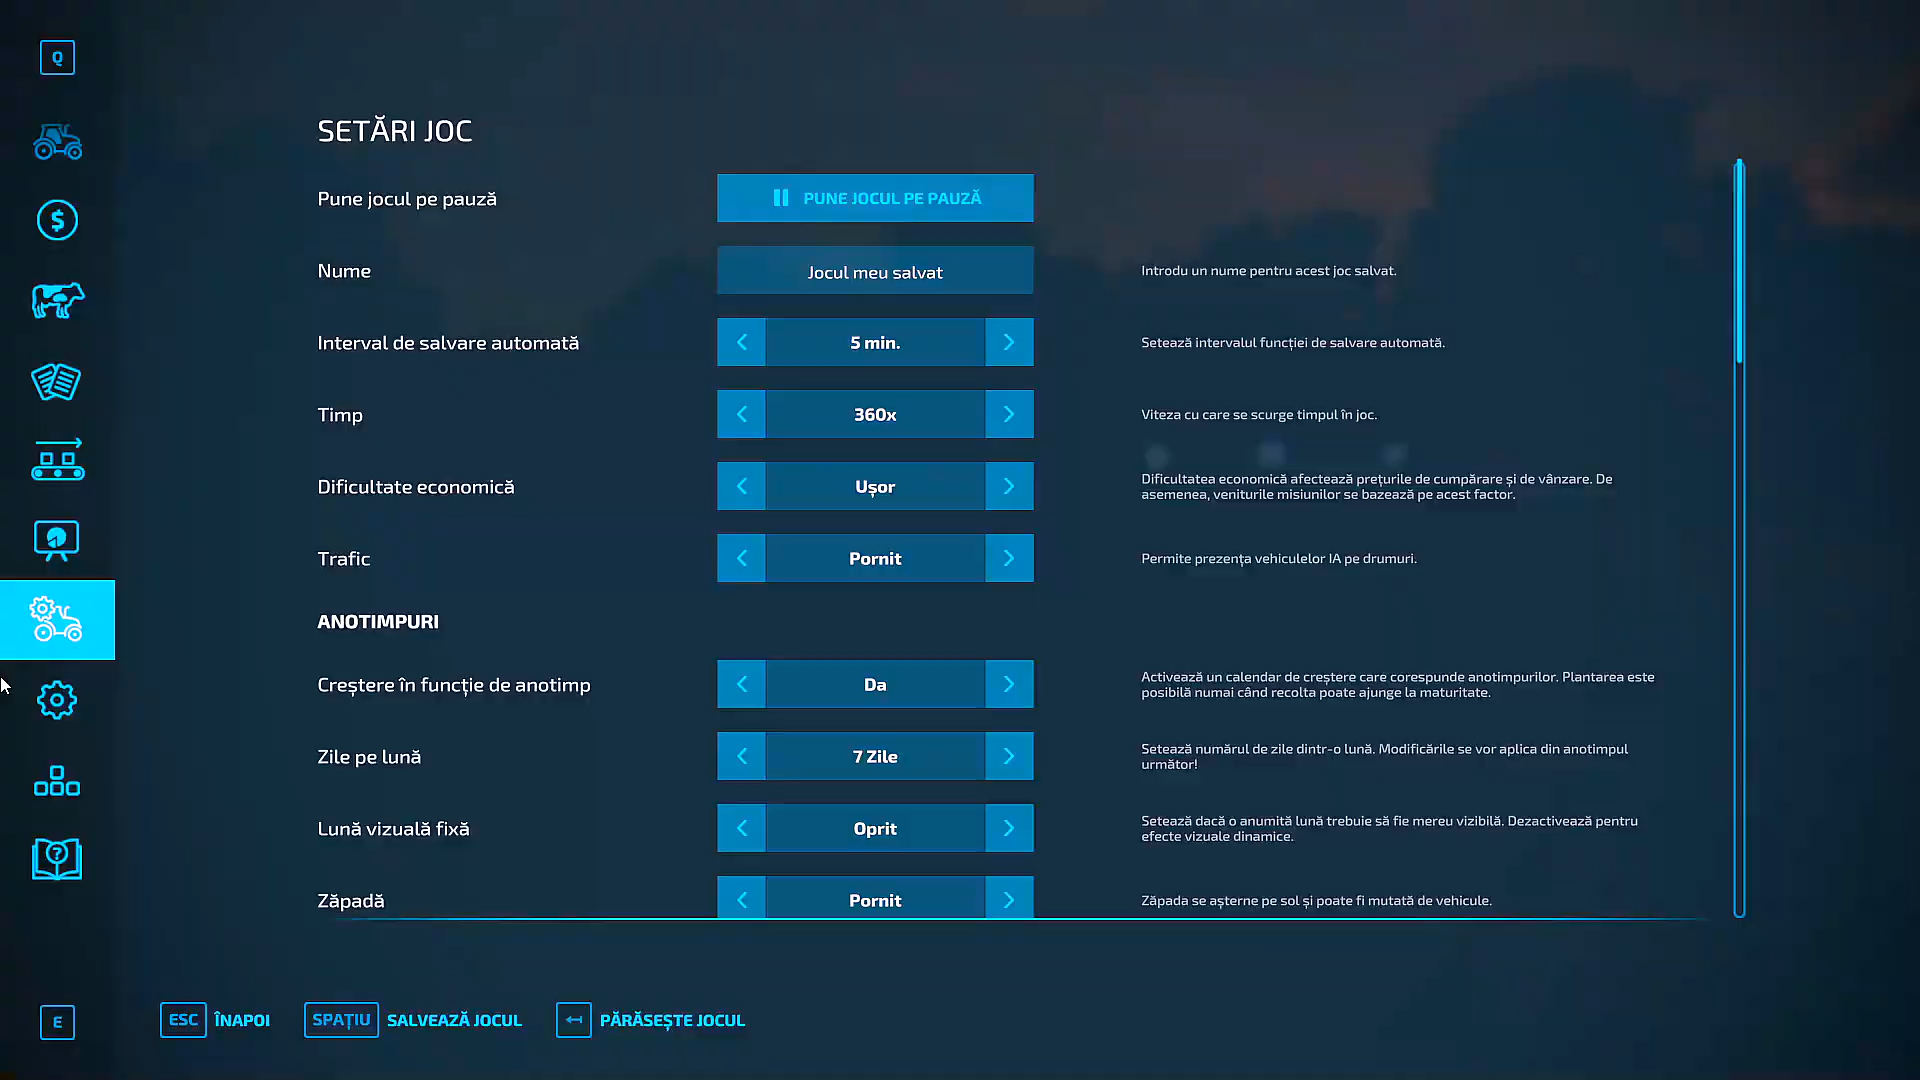 Q
SETĂRI JOC
Pune jocul pe pauză
PUNE JOCUL PE PAUZĂ
Nume
Jocul meu salvat
Introdu un nume pentru acest joc salvat.
Interval de salvare automată
5 min.
Setează intervalul funcției de salvare automată.
Timp
360x
Viteza cu care se scurge timpul în joc.
Dificultate economică
Ușor
Dificultatea economică afectează prețurile de cumpărare și de vânzare. De
asemenea, veniturile misiunilor se bazează pe acest factor.
Trafic
Pornit
Permite prezența vehiculelor IA pe drumuri.
ANOTIMPURI
Creștere în funcție de anotimp
Da
Activează un calendar de creștere care corespunde anotimpurilor. Plantarea este
posibilă numai când recolta poate ajunge la maturitate.
Zile pe lună
7 Zile
Setează numărul de zile dintr-o lună. Modificările se vor aplica din anotimpul
următor!
Lună vizuală fixă
Oprit
Setează dacă o anumită lună trebuie să fie mereu vizibilă. Dezactivează pentru
efecte vizuale dinamice.
Zăpadă
Pornit
Zăpada se așterne pe sol și poate fi mutată de vehicule.
E
ESC ÎNAPOI
SPAȚIU SALVEAZĂ JOCUL
PĂRĂSEȘTE JOCUL